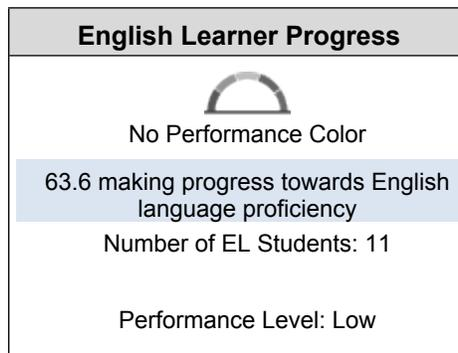 English Learner Progress
No Performance Color
63.6 making progress towards English
language proficiency
Number of EL Students: 11
Performance Level: Low